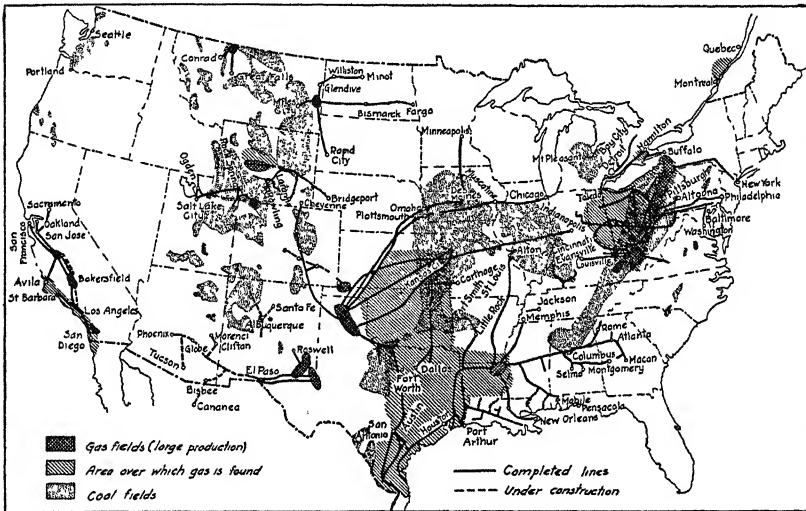 Seattle
Portland
Conrad
Great Falls
Williston
Minot
Glendive
Bismarck
Fargo
Rapid City
Minneapolis
Quebec
Montreal
Bay City
Mt Pleasant
Hamilton
Buffalo
New York
Pittsburgh
Altoona
Philadelphia
Baltimore
Washington
Ogden
Salt Lake City
Casper
Bridgeport
Cheyenne
Omaha
Plattsmouth
Des Moines
Muscatine
Chicago
Indianapolis
Toledo
Alton
Cincinnati
Evansville
Louisville
Sacramento
Oakland
San Francisco
San Jose
Bakersfield
Avila
St Barbara
Los Angeles
San Diego
Santa Fe
Albuquerque
Phoenix
Globe
Morenci
Clifton
Tucson
Bisbee
Cananea
Roswell
El Paso
Carthage
Fort Smith
St Louis
Little Rock
Jackson
Memphis
Rome
Atlanta
Columbus
Macon
Selma
Montgomery
Mobile
Pensacola
New Orleans
Port Arthur
Dallas
Fort Worth
Austin
San Antonio
Houston
Gas fields (large production)
Area over which gas is found
Coal fields
Completed lines
Under construction